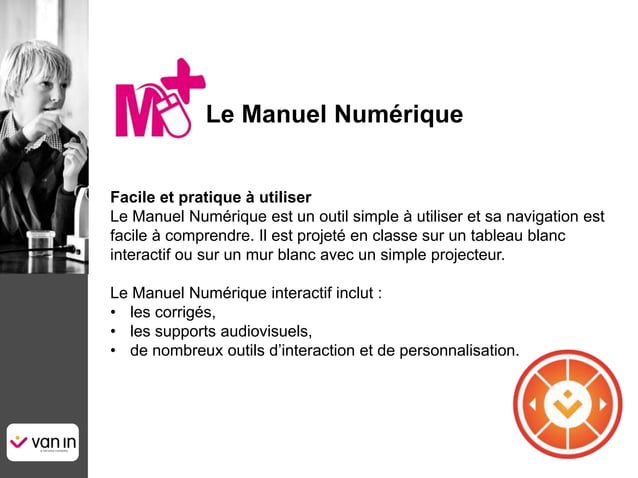 M+
Le Manuel Numérique
Facile et pratique à utiliser
Le Manuel Numérique est un outil simple à utiliser et sa navigation est
facile à comprendre. Il est projeté en classe sur un tableau blanc
interactif ou sur un mur blanc avec un simple projecteur.
Le Manuel Numérique interactif inclut :
• les corrigés,
• les supports audiovisuels,
• de nombreux outils d’interaction et de personnalisation.
van in